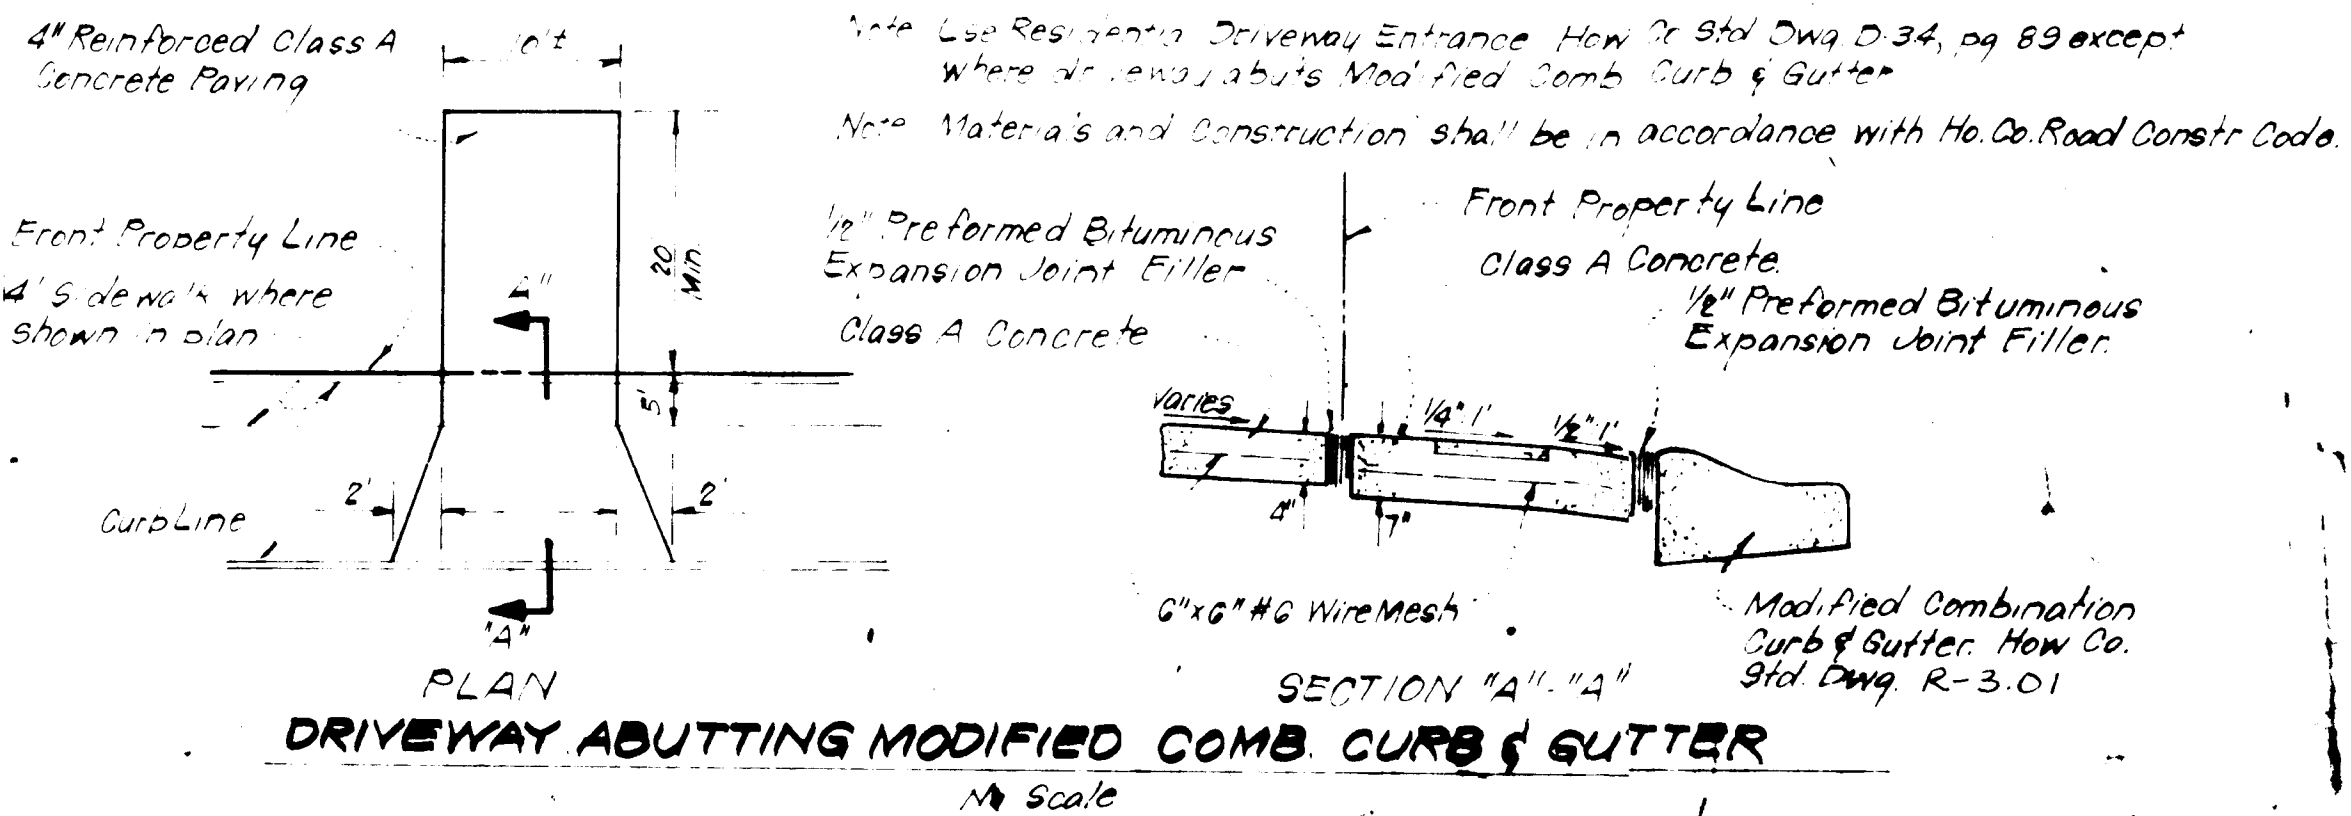 4" Reinforced Class A
Concrete Paving
10'±
Note Use Residential Driveway Entrance How Co Std Dwg D-34, pg 89 except
where driveway abuts Modified Comb Curb & Gutter
Note Materials and Construction shall be in accordance with Ho.Co.Road Constr Code.
Front Property Line
4' Sidewalk where
shown in plan
"A"
20
Min.
5'
2'
2'
Curb Line
"A"
PLAN
1/2" Preformed Bituminous
Expansion Joint Filler
Class A Concrete
Front Property Line
Class A Concrete
1/2" Preformed Bituminous
Expansion Joint Filler
Varies
1/4":1'
1/2":1'
4"
7"
6"x6" #6 Wire Mesh
Modified Combination
Curb & Gutter. How Co.
Std. Dwg. R-3.01
SECTION "A"-"A"
DRIVEWAY ABUTTING MODIFIED COMB. CURB & GUTTER
No Scale